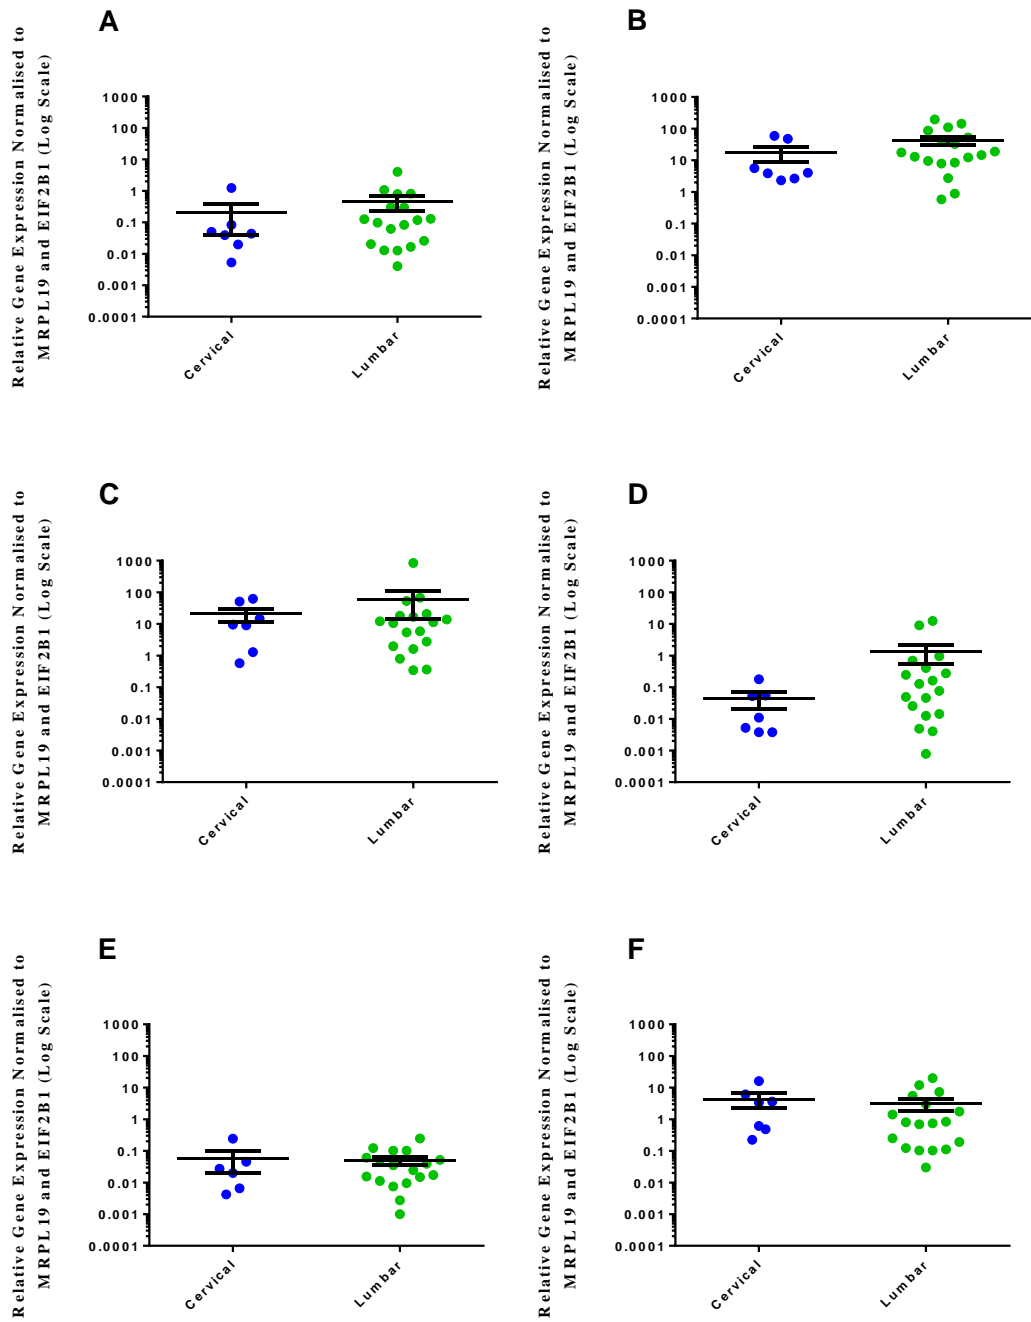 A
Relative Gene Expression Normalised to
MRPL19 and EIF2B1 (Log Scale)
1000
100
10
1
0.1
0.01
0.001
0.0001
Cervical
Lumbar
B
Relative Gene Expression Normalised to
MRPL19 and EIF2B1 (Log Scale)
1000
100
10
1
0.1
0.01
0.001
0.0001
Cervical
Lumbar
C
Relative Gene Expression Normalised to
MRPL19 and EIF2B1 (Log Scale)
1000
100
10
1
0.1
0.01
0.001
0.0001
Cervical
Lumbar
D
Relative Gene Expression Normalised to
MRPL19 and EIF2B1 (Log Scale)
1000
100
10
1
0.1
0.01
0.001
0.0001
Cervical
Lumbar
E
Relative Gene Expression Normalised to
MRPL19 and EIF2B1 (Log Scale)
1000
100
10
1
0.1
0.01
0.001
0.0001
Cervical
Lumbar
F
Relative Gene Expression Normalised to
MRPL19 and EIF2B1 (Log Scale)
1000
100
10
1
0.1
0.01
0.001
0.0001
Cervical
Lumbar